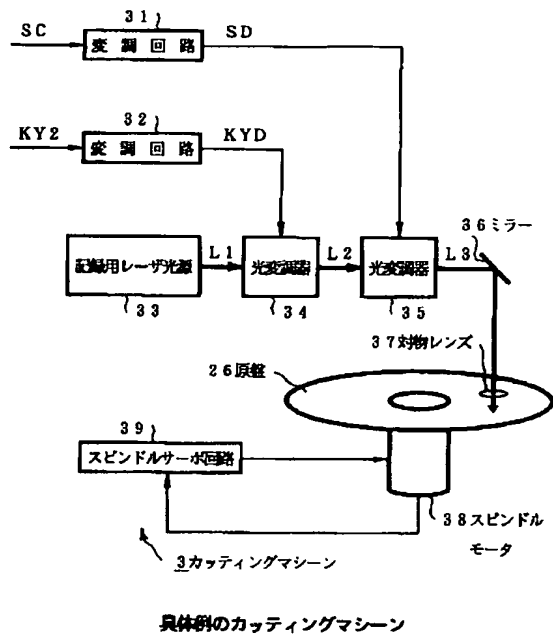 31
SC
変調回路
SD
32
KY2
変調回路
KYD
36ミラー
記録用レーザ光源
L1
光変調器
L2
光変調器
L3
33
34
35
37対物レンズ
26原盤
39
スピンドルサーボ回路
38スピンドル
モータ
3カッティングマシーン
具体例のカッティングマシーン